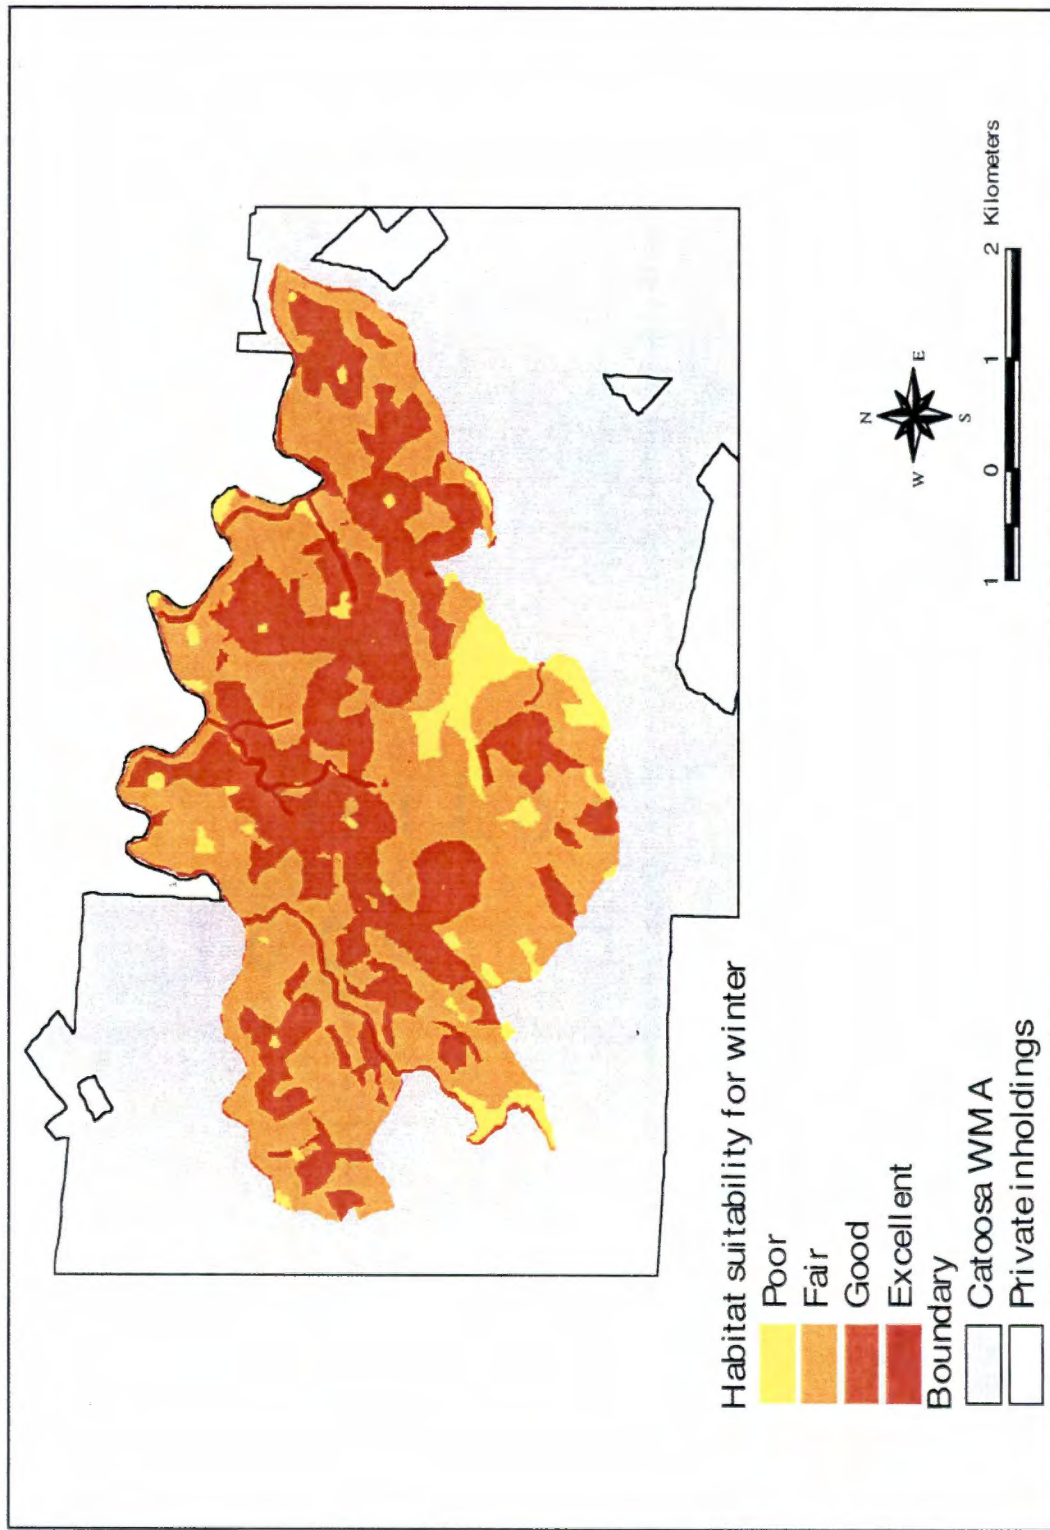 Habitat suitability for winter
Poor
Fair
Good
Excellent
Boundary
Catoosa WMA
Private inholdings
N
W E
S
1 0 1 2 Kilometers